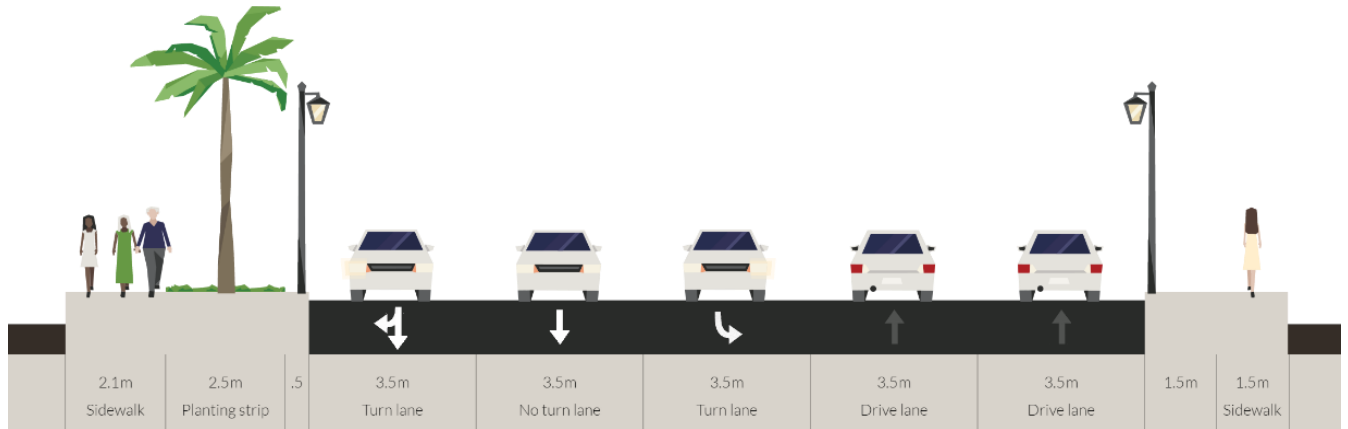 2.1m
Sidewalk
2.5m
Planting strip
.5
3.5m
Turn lane
3.5m
No turn lane
3.5m
Turn lane
3.5m
Drive lane
3.5m
Drive lane
1.5m
1.5m
Sidewalk